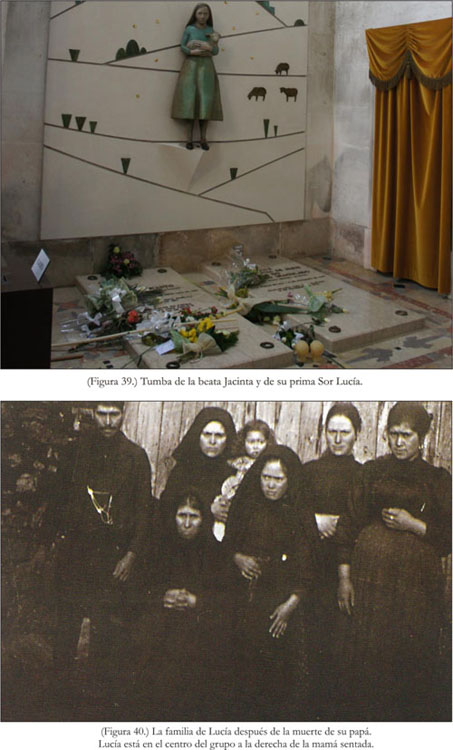 (Figura 39.) Tumba de la beata Jacinta y de su prima Sor Lucía.
(Figura 40.) La familia de Lucía después de la muerte de su papá.
Lucía está en el centro del grupo a la derecha de la mamá sentada.